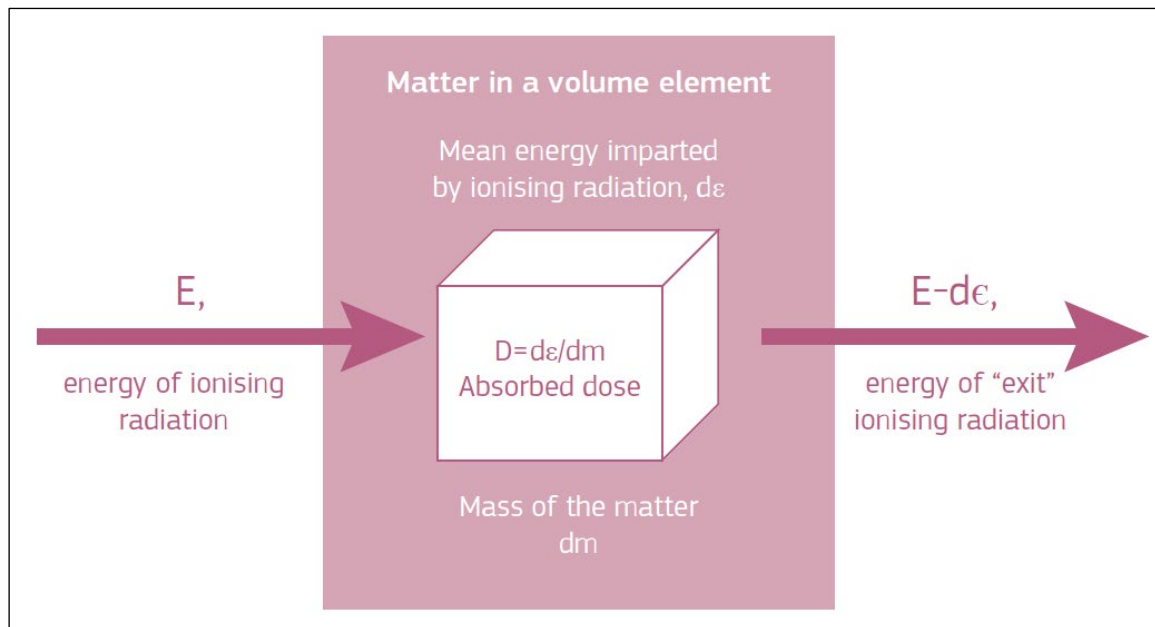 Matter in a volume element
Mean energy imparted
by ionising radiation, dε
E,
energy of ionising
radiation
D=dε/dm
Absorbed dose
E-dϵ,
energy of “exit”
ionising radiation
Mass of the matter
dm